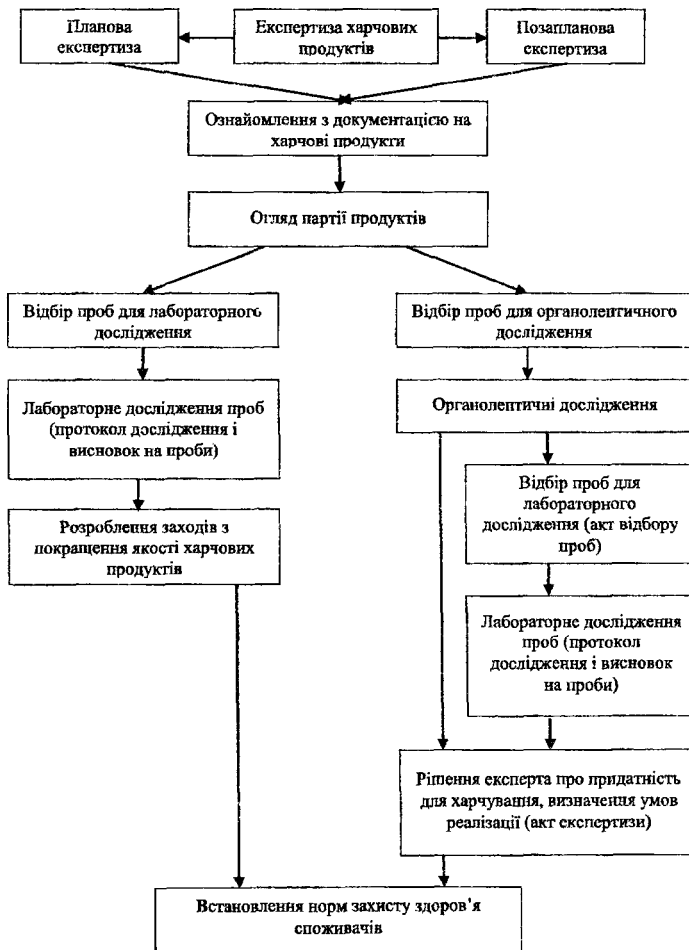 Планова
експертиза
Експертиза харчових
продуктів
Позапланова
експертиза
Ознайомлення з документацією на
харчові продукти
Огляд партії продуктів
Відбір проб для лабораторного
дослідження
Відбір проб для органолептичного
дослідження
Лабораторне дослідження проб
(протокол дослідження і
висновок на проби)
Органолептичні дослідження
Відбір проб для
лабораторного
дослідження (акт відбору
проб)
Розроблення заходів з
покращення якості харчових
продуктів
Лабораторне дослідження
проб (протокол
дослідження і висновок
на проби)
Рішення експерта про придатність
для харчування, визначення умов
реалізації (акт експертизи)
Встановлення норм захисту здоров’я
споживачів